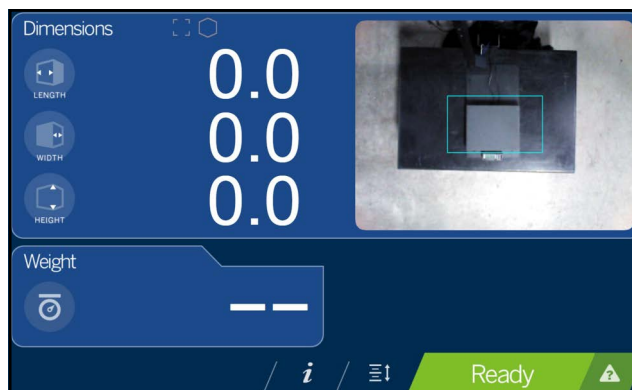 Dimensions
LENGTH
0.0
WIDTH
0.0
HEIGHT
0.0
Weight
– –
i
Ready
?